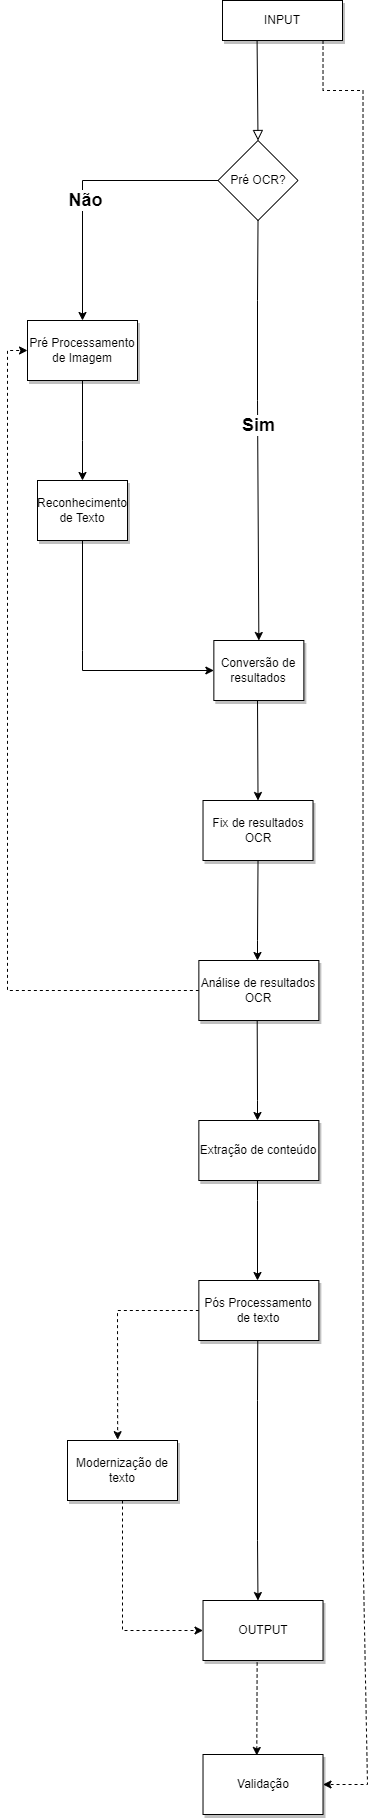 INPUT
Pré OCR?
Não
Pré Processamento
de Imagem
Sim
Reconhecimento
de Texto
Conversão de
resultados
Fix de resultados
OCR
Análise de resultados
OCR
Extração de conteúdo
Pós Processamento
de texto
Modernização de
texto
OUTPUT
Validação